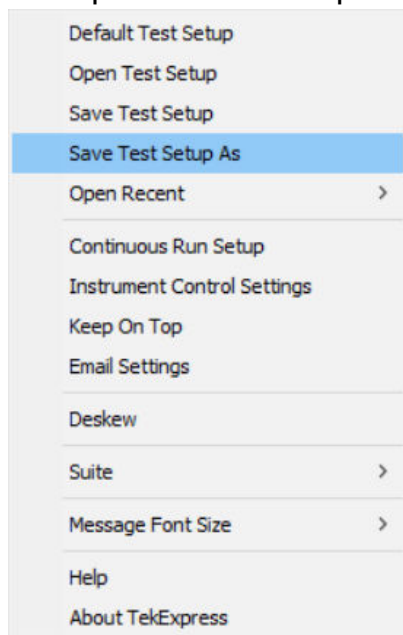 Default Test Setup
Open Test Setup
Save Test Setup
Save Test Setup As
Open Recent >
Continuous Run Setup
Instrument Control Settings
Keep On Top
Email Settings
Deskew
Suite >
Message Font Size >
Help
About TekExpress